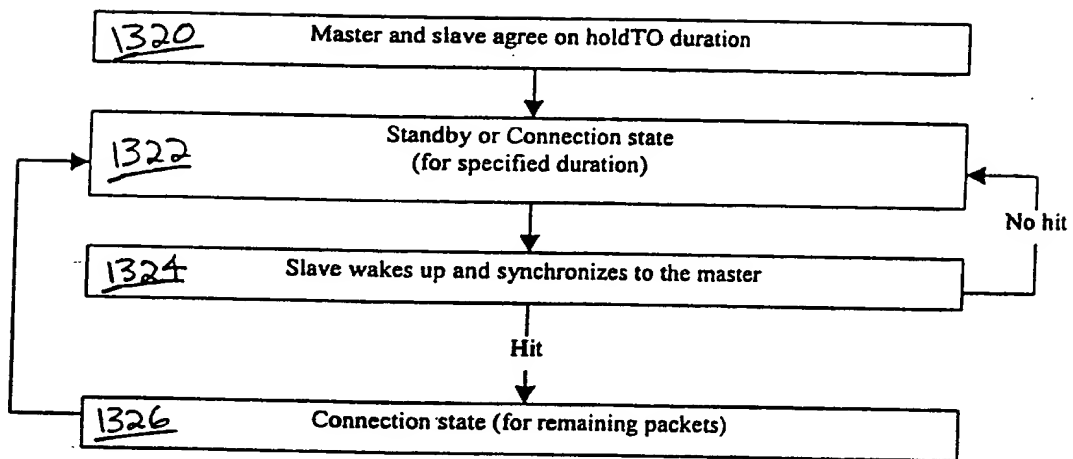 1320 Master and slave agree on holdTO duration
1322 Standby or Connection state
(for specified duration)
No hit
1324 Slave wakes up and synchronizes to the master
Hit
1326 Connection state (for remaining packets)